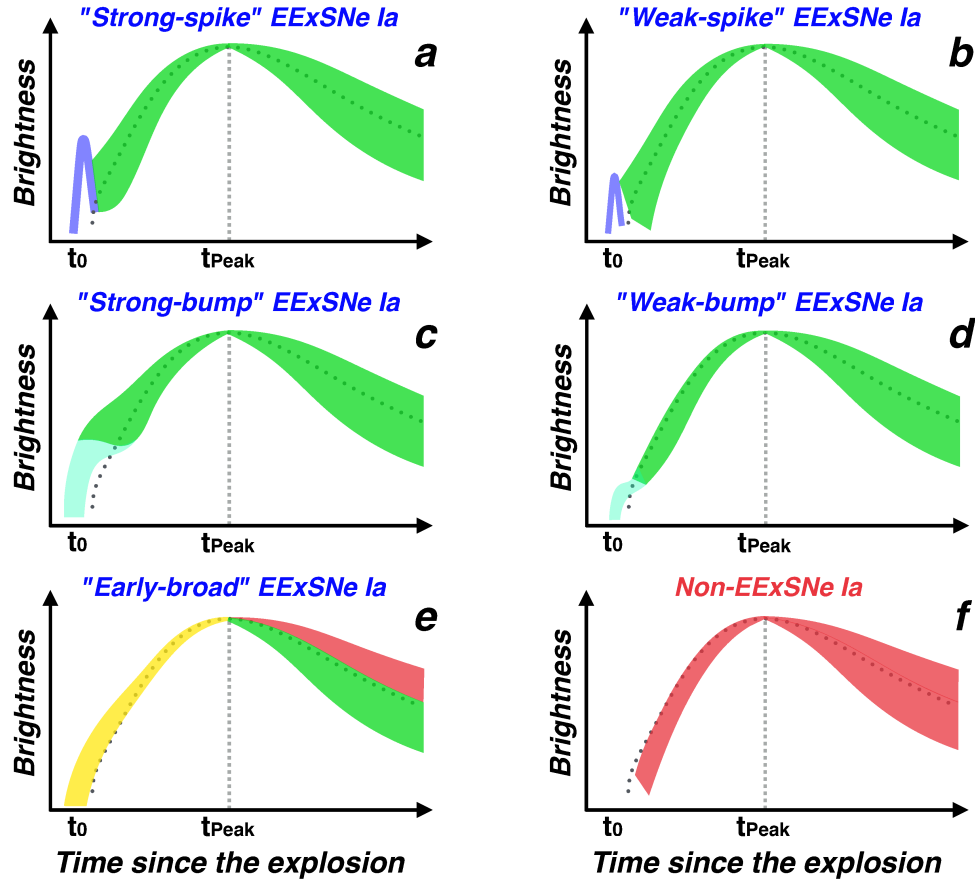 "Strong-spike" EExSNe Ia
a
Brightness
t0
tPeak
"Weak-spike" EExSNe Ia
b
Brightness
t0
tPeak
"Strong-bump" EExSNe Ia
c
Brightness
t0
tPeak
"Weak-bump" EExSNe Ia
d
Brightness
t0
tPeak
"Early-broad" EExSNe Ia
e
Brightness
t0
tPeak
Time since the explosion
Non-EExSNe Ia
f
Brightness
t0
tPeak
Time since the explosion